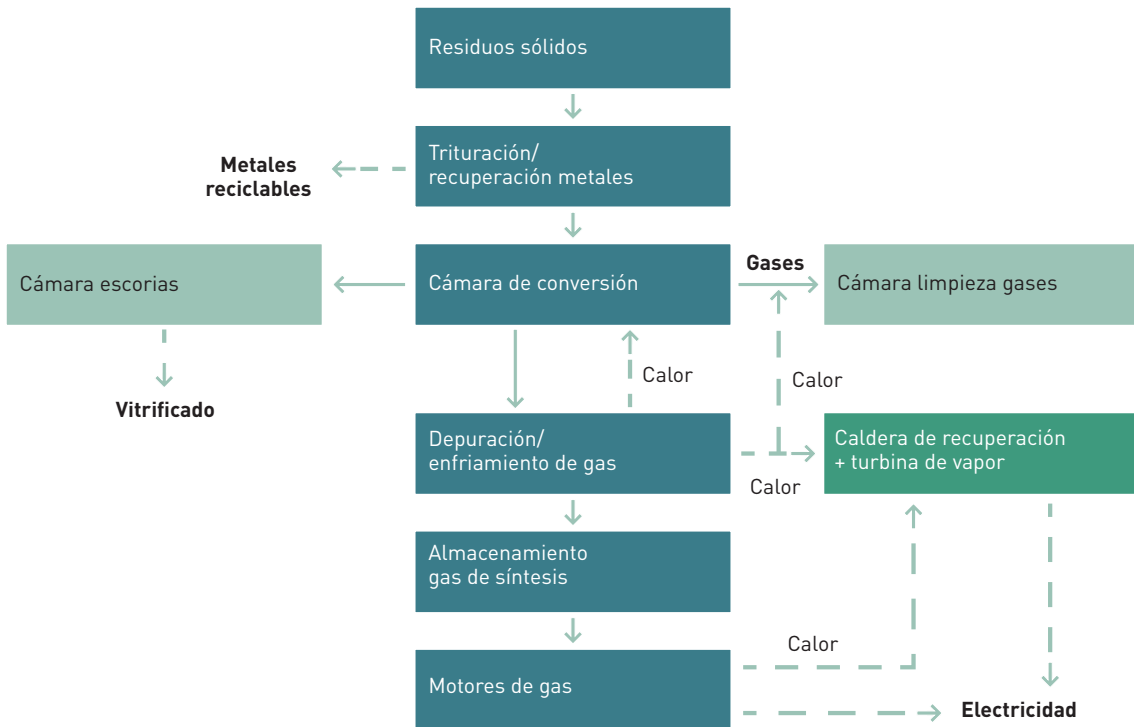 Residuos sólidos
Trituración/
recuperación metales
Metales
reciclables
Cámara escorias
Cámara de conversión
Gases
Cámara limpieza gases
Calor
Calor
Vitrificado
Depuración/
enfriamiento de gas
Calor
Caldera de recuperación
+ turbina de vapor
Almacenamiento
gas de síntesis
Calor
Motores de gas
Electricidad